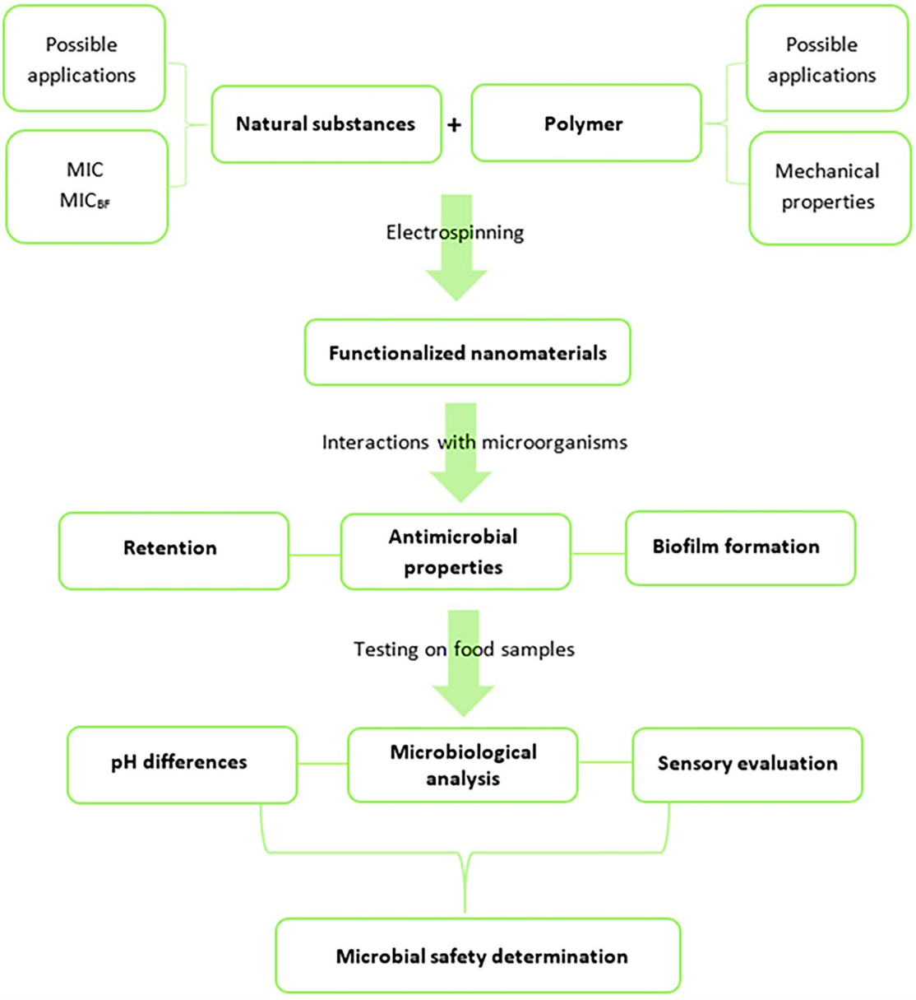 Possible
applications
MIC
MICBF
Natural substances
+
Polymer
Possible
applications
Mechanical
properties
Electrospinning
Functionalized nanomaterials
Interactions with microorganisms
Retention
Antimicrobial
properties
Biofilm formation
Testing on food samples
pH differences
Microbiological
analysis
Sensory evaluation
Microbial safety determination